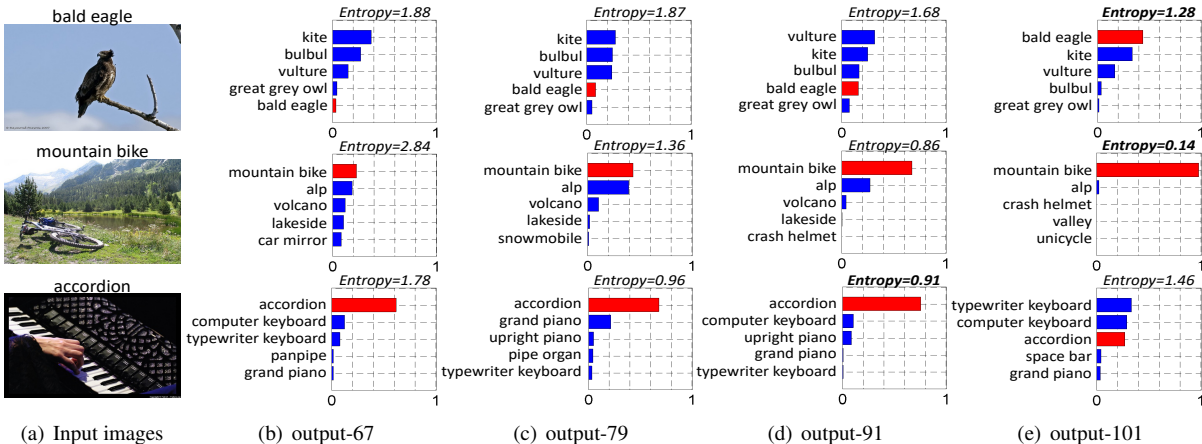 bald eagle
Entropy=1.88
kite
bulbul
vulture
great grey owl
bald eagle
0 1
Entropy=1.87
kite
bulbul
vulture
bald eagle
great grey owl
0 1
Entropy=1.68
vulture
kite
bulbul
bald eagle
great grey owl
0 1
Entropy=1.28
bald eagle
kite
vulture
bulbul
great grey owl
0 1
mountain bike
Entropy=2.84
mountain bike
alp
volcano
lakeside
car mirror
0 1
Entropy=1.36
mountain bike
alp
volcano
lakeside
snowmobile
0 1
Entropy=0.86
mountain bike
alp
volcano
lakeside
crash helmet
0 1
Entropy=0.14
mountain bike
alp
crash helmet
valley
unicycle
0 1
accordion
Entropy=1.78
accordion
computer keyboard
typewriter keyboard
panpipe
grand piano
0 1
Entropy=0.96
accordion
grand piano
upright piano
pipe organ
typewriter keyboard
0 1
Entropy=0.91
accordion
computer keyboard
upright piano
grand piano
typewriter keyboard
0 1
Entropy=1.46
typewriter keyboard
computer keyboard
accordion
space bar
grand piano
0 1
(a) Input images
(b) output-67
(c) output-79
(d) output-91
(e) output-101